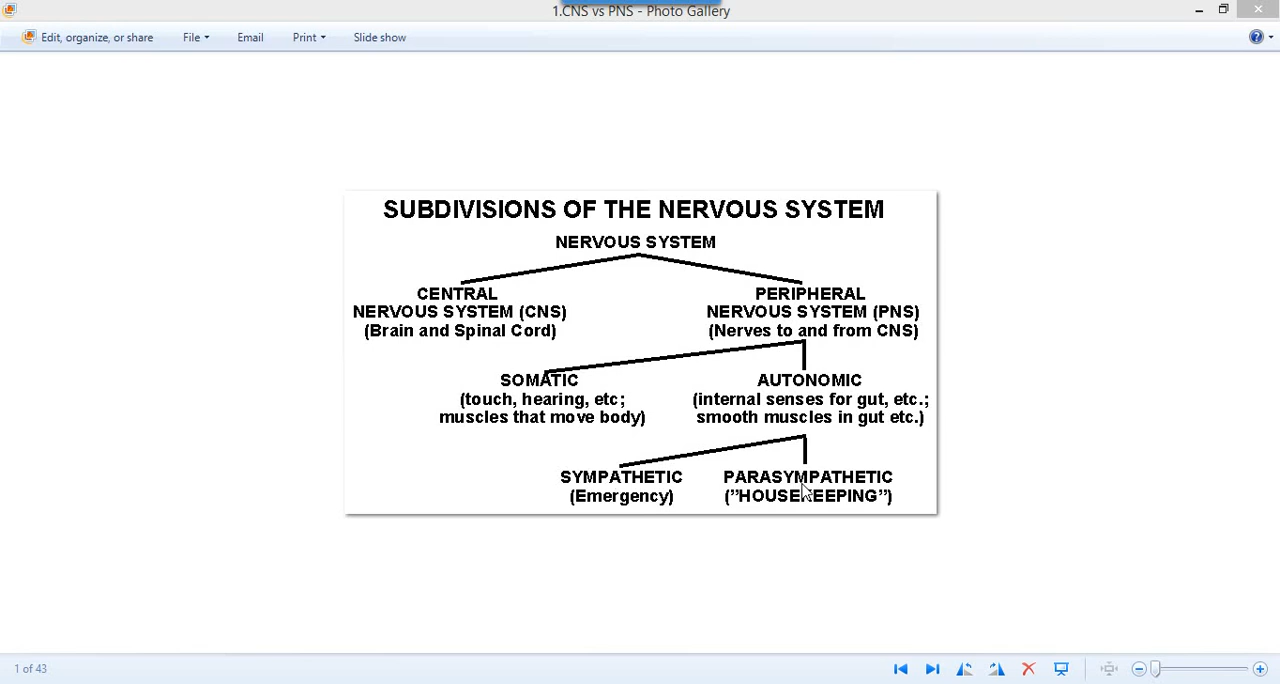 1.CNS vs PNS - Photo Gallery
Edit, organize, or share File Email Print Slide show
SUBDIVISIONS OF THE NERVOUS SYSTEM
NERVOUS SYSTEM
CENTRAL
NERVOUS SYSTEM (CNS)
(Brain and Spinal Cord)
PERIPHERAL
NERVOUS SYSTEM (PNS)
(Nerves to and from CNS)
SOMATIC
(touch, hearing, etc;
muscles that move body)
AUTONOMIC
(internal senses for gut, etc.;
smooth muscles in gut etc.)
SYMPATHETIC
(Emergency)
PARASYMPATHETIC
(”HOUSEKEEPING”)
1 of 43